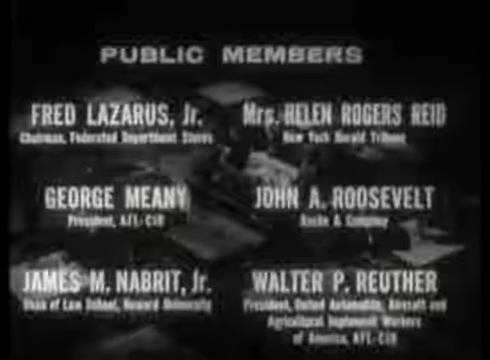 PUBLIC MEMBERS
FRED LAZARUS, Jr.
Chairman, Federated Department Stores
Mrs. HELEN ROGERS REID
New York Herald Tribune
GEORGE MEANY
President, AFL-CIO
JOHN A. ROOSEVELT
& Company
JAMES M. NABRIT, Jr.
Dean of Law School, Howard University
WALTER P. REUTHER
President, United Automobile, Aircraft and
Agricultural Implement Workers
of America, AFL-CIO